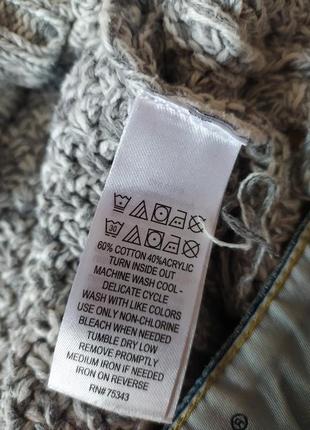 30
60% COTTON 40%ACRYLIC
TURN INSIDE OUT
MACHINE WASH COOL-
DELICATE CYCLE
WASH WITH LIKE COLORS
USE ONLY NON-CHLORINE
BLEACH WHEN NEEDED
TUMBLE DRY LOW
REMOVE PROMPTLY
MEDIUM IRON IF NEEDED
IRON ON REVERSE
RN# 75343